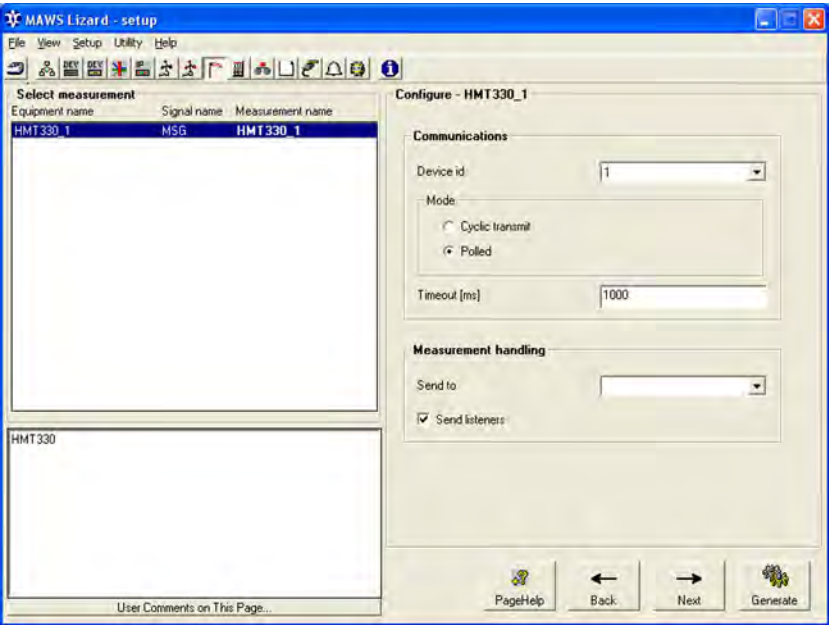 MAWS Lizard - setup
File View Setup Utility Help
DEV DEV
Select measurement
Equipment name Signal name Measurement name
HMT330_1 MSG HMT330_1
HMT330
User Comments on This Page...
Configure - HMT330_1
Communications
Device id 1
Mode
Cyclic transmit
Polled
Timeout [ms] 1000
Measurement handling
Send to
Send listeners
PageHelp Back Next Generate